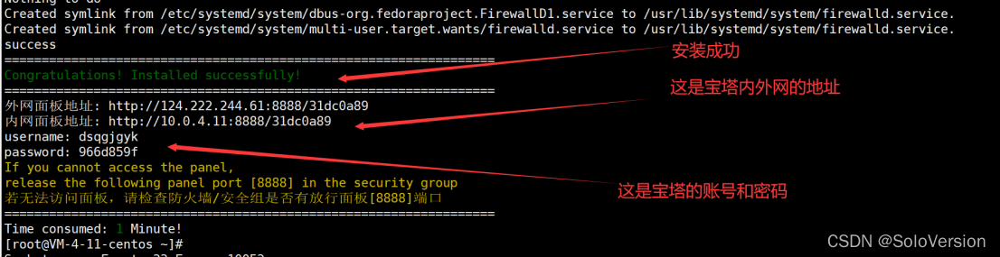 Nothing to do
Created symlink from /etc/systemd/system/dbus-org.fedoraproject.FirewallD1.service to /usr/lib/systemd/system/firewalld.service.
Created symlink from /etc/systemd/system/multi-user.target.wants/firewalld.service to /usr/lib/systemd/system/firewalld.service.
success
安装成功
==================================================================
Congratulations! Installed successfully!
==================================================================
这是宝塔内外网的地址
外网面板地址: http://124.222.244.61:8888/31dc0a89
内网面板地址: http://10.0.4.11:8888/31dc0a89
username: dsqgjgyk
password: 966d859f
If you cannot access the panel,
release the following panel port [8888] in the security group
这是宝塔的账号和密码
若无法访问面板，请检查防火墙/安全组是否有放行面板[8888]端口
==================================================================
Time consumed: 1 Minute!
[root@VM-4-11-centos ~]#
CSDN @SoloVersion